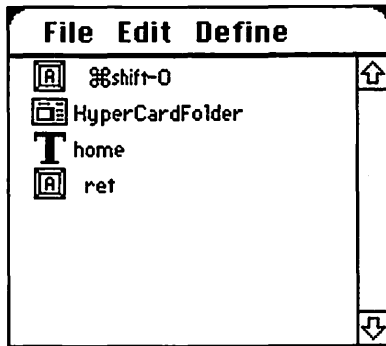 File Edit Define
⌘shift-O
HyperCardFolder
T home
ret